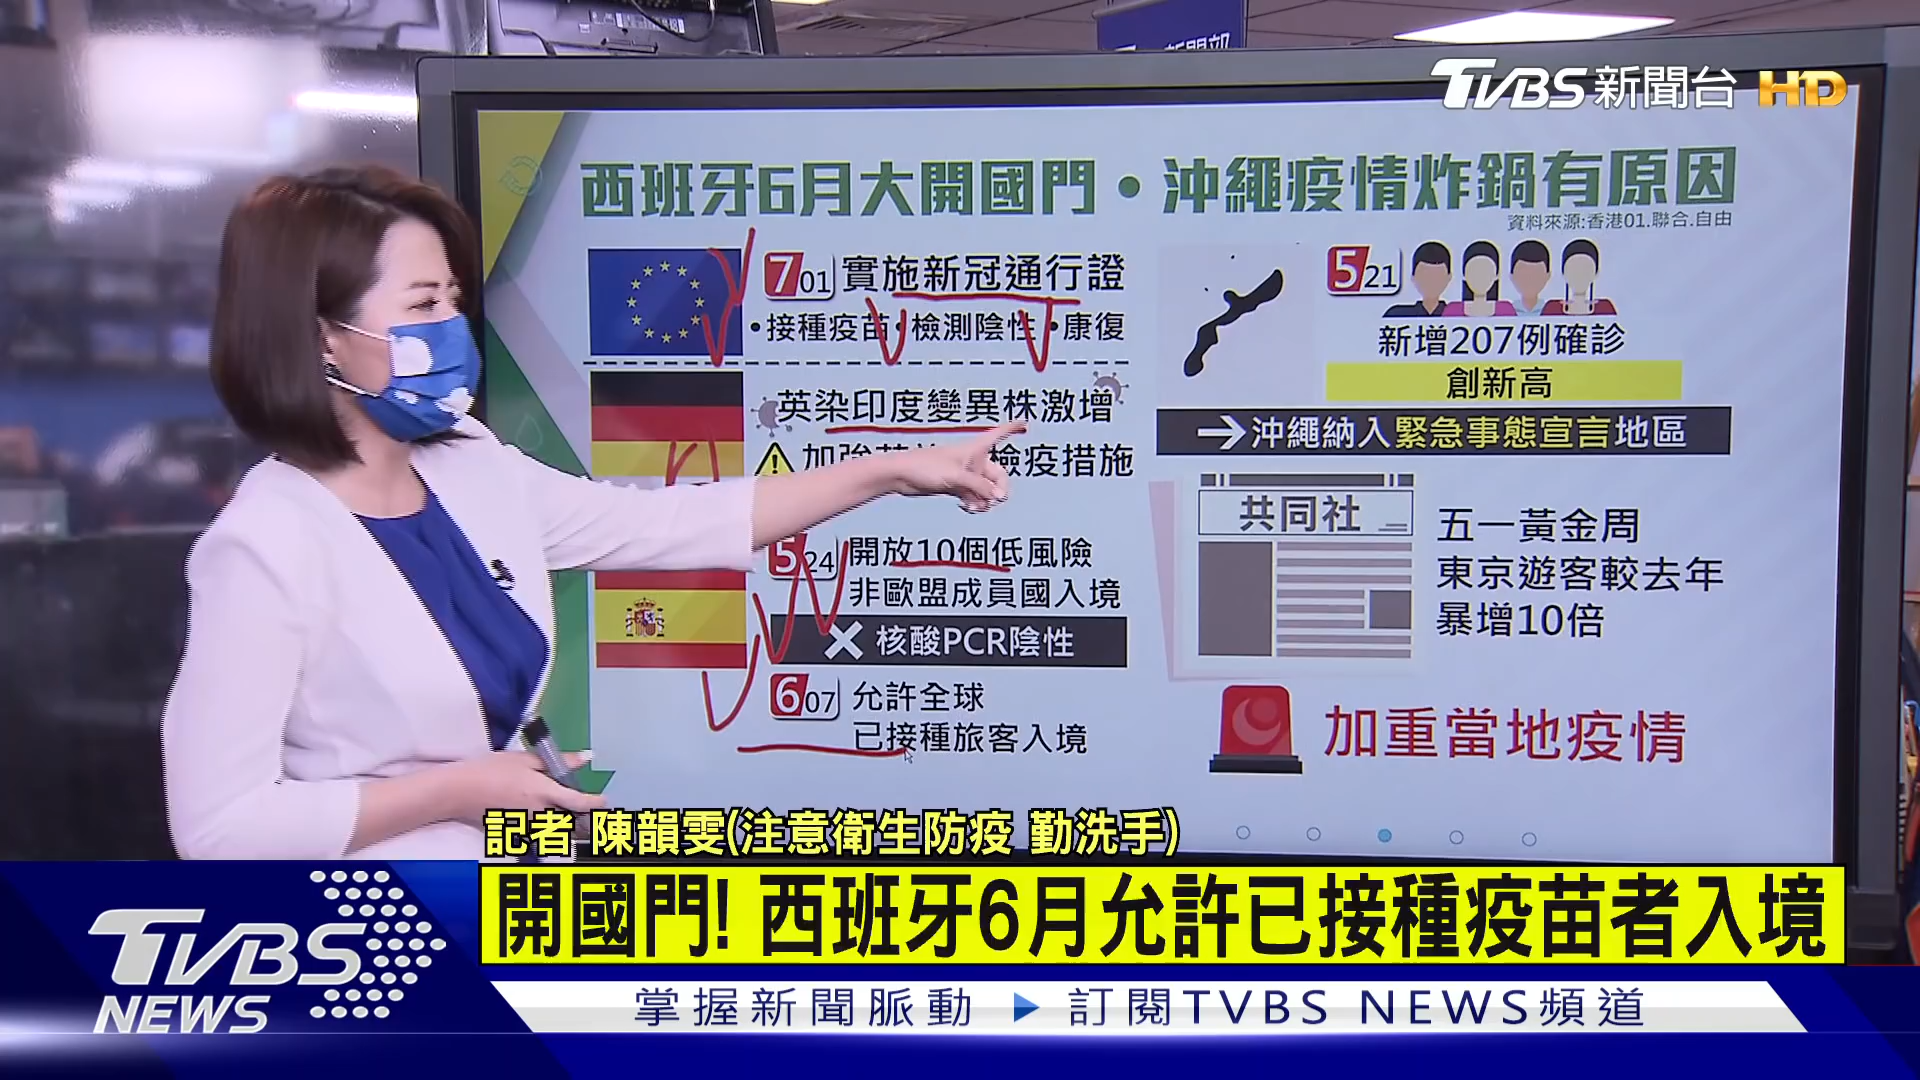 新聞部
TVBS新聞台 HD
西班牙6月大開國門・沖繩疫情炸鍋有原因
資料來源:香港01.聯合.自由
701 實施新冠通行證
•接種疫苗•檢測陰性•康復
英染印度變異株激增
加強 檢疫措施
524 開放10個低風險
非歐盟成員國入境
核酸PCR陰性
607 允許全球
已接種旅客入境
521
新增207例確診
創新高
→沖繩納入緊急事態宣言地區
共同社
五一黃金周
東京遊客較去年
暴增10倍
加重當地疫情
記者 陳韻雯(注意衛生防疫 勤洗手)
開國門! 西班牙6月允許已接種疫苗者入境
TVBS NEWS
掌握新聞脈動 ▶ 訂閱TVBS NEWS頻道